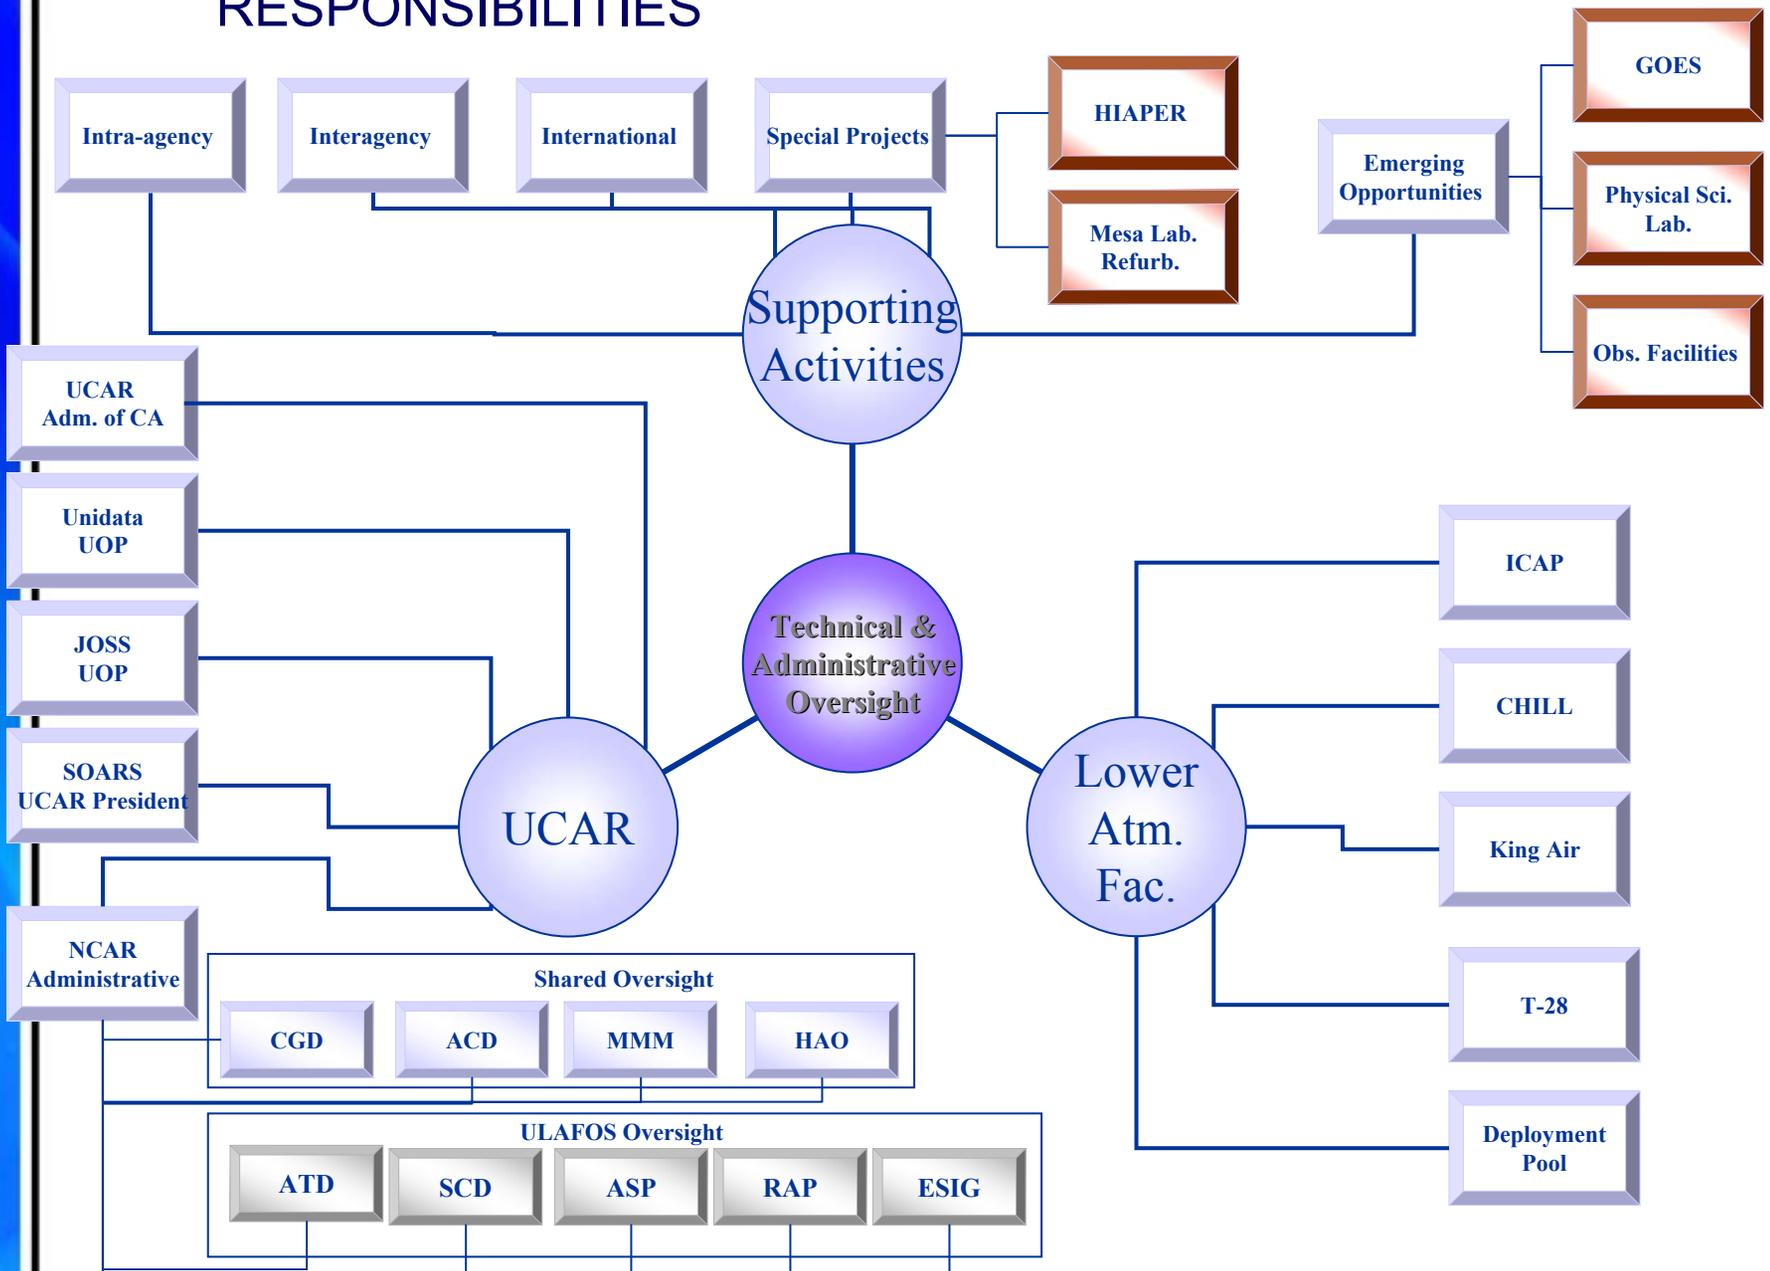 RESPONSIBILITIES
Intra-agency
Interagency
International
Special Projects
HIAPER
Mesa Lab.
Refurb.
Emerging
Opportunities
GOES
Physical Sci.
Lab.
Obs. Facilities
Supporting
Activities
UCAR
Adm. of CA
Unidata
UOP
JOSS
UOP
SOARS
UCAR President
NCAR
Administrative
Technical &
Administrative
Oversight
UCAR
Lower
Atm.
Fac.
ICAP
CHILL
King Air
T-28
Deployment
Pool
Shared Oversight
CGD
ACD
MMM
HAO
ULAFOS Oversight
ATD
SCD
ASP
RAP
ESIG